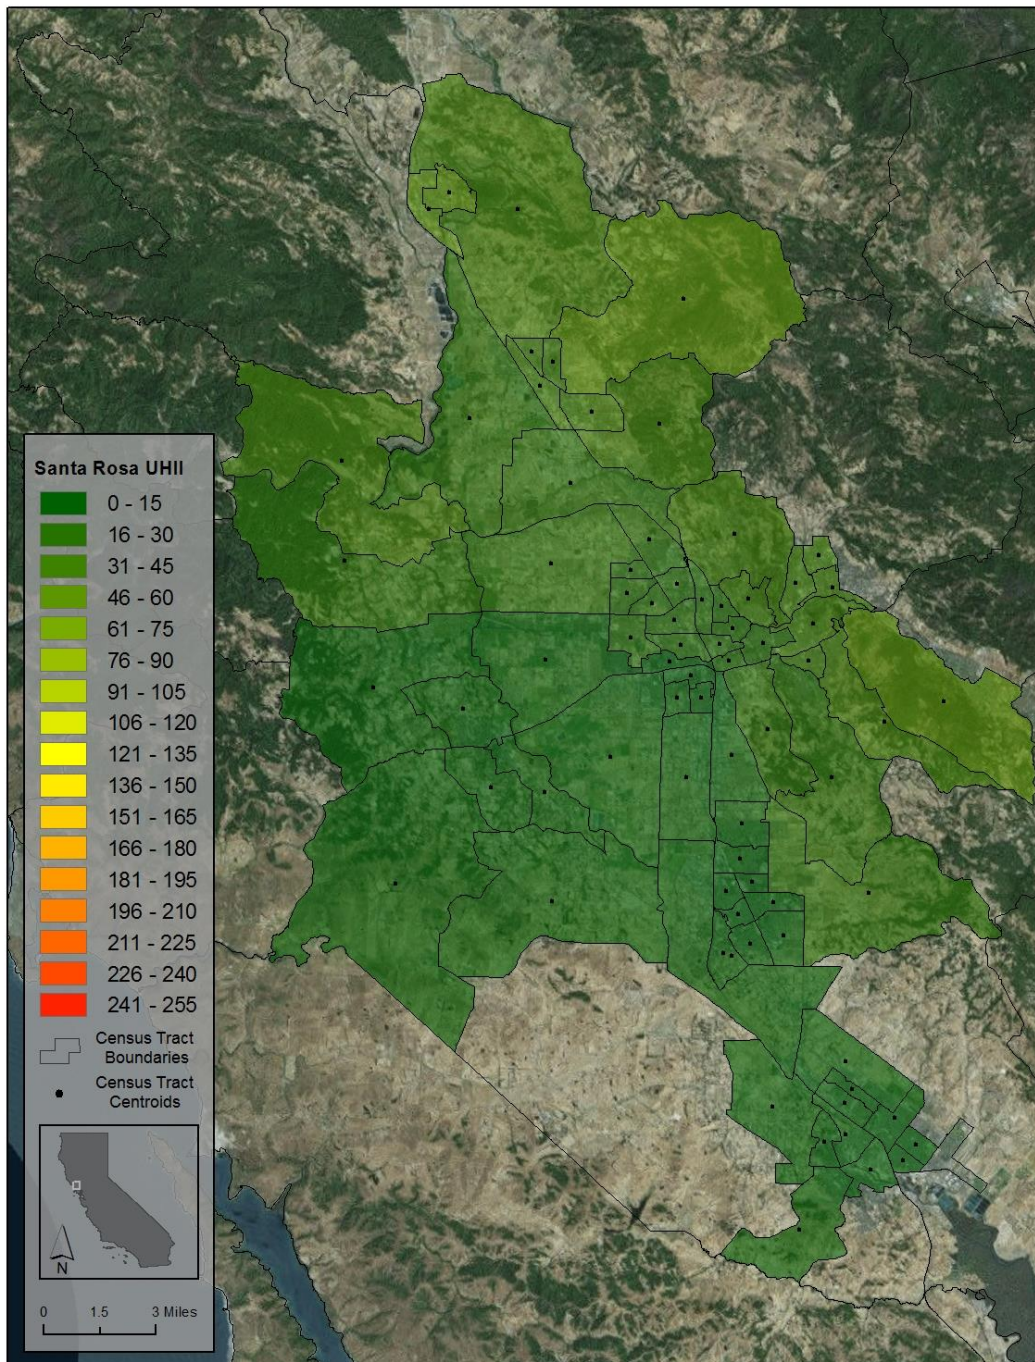 Santa Rosa UHII
0 - 15
16 - 30
31 - 45
46 - 60
61 - 75
76 - 90
91 - 105
106 - 120
121 - 135
136 - 150
151 - 165
166 - 180
181 - 195
196 - 210
211 - 225
226 - 240
241 - 255
Census Tract
Boundaries
Census Tract
Centroids
N
0 1.5 3 Miles